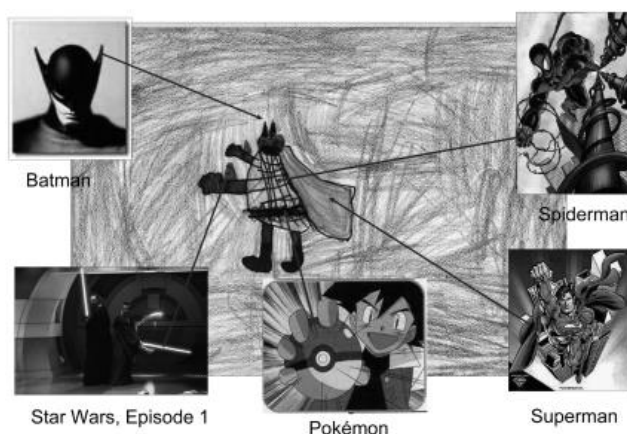 Batman
Spiderman
Star Wars, Episode 1
Pokémon
Superman